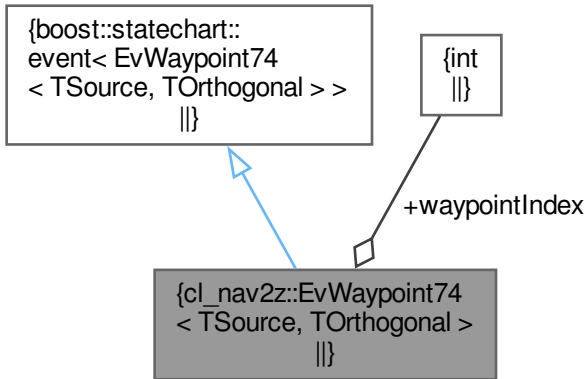 {boost::statechart::
event< EvWaypoint74
< TSource, TOrthogonal > >
||}
{int
||}
+waypointIndex
{cl_nav2z::EvWaypoint74
< TSource, TOrthogonal >
||}